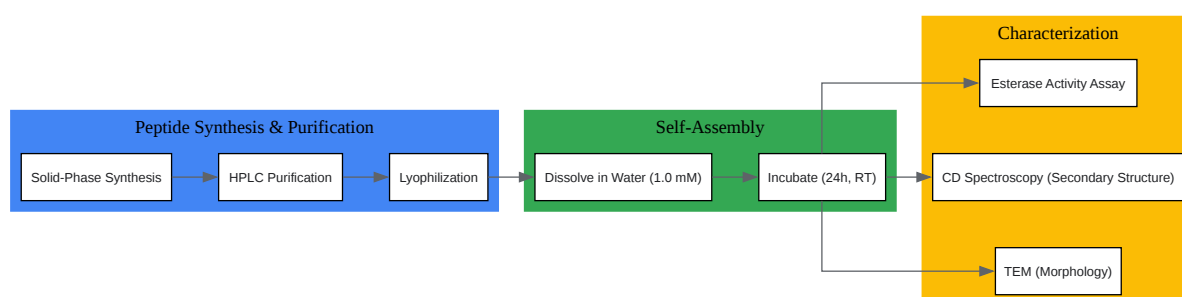 Characterization
Esterase Activity Assay
Peptide Synthesis & Purification
Self-Assembly
Solid-Phase Synthesis
HPLC Purification
Lyophilization
Dissolve in Water (1.0 mM)
Incubate (24h, RT)
CD Spectroscopy (Secondary Structure)
TEM (Morphology)